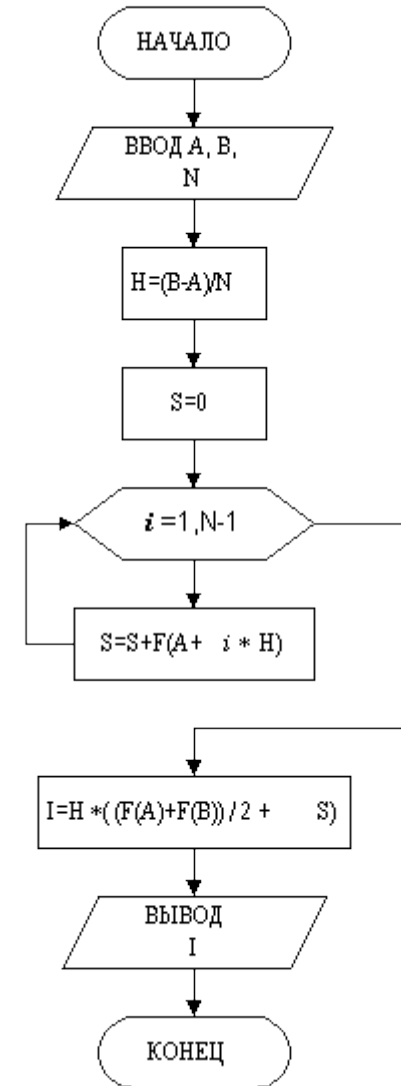 НАЧАЛО
ВВОД A, B,
N
H=(B-A)/N
S=0
i =1,N-1
S=S+F(A+ i * H)
I=H *( (F(A)+F(B)) / 2 + S)
ВЫВОД
I
КОНЕЦ